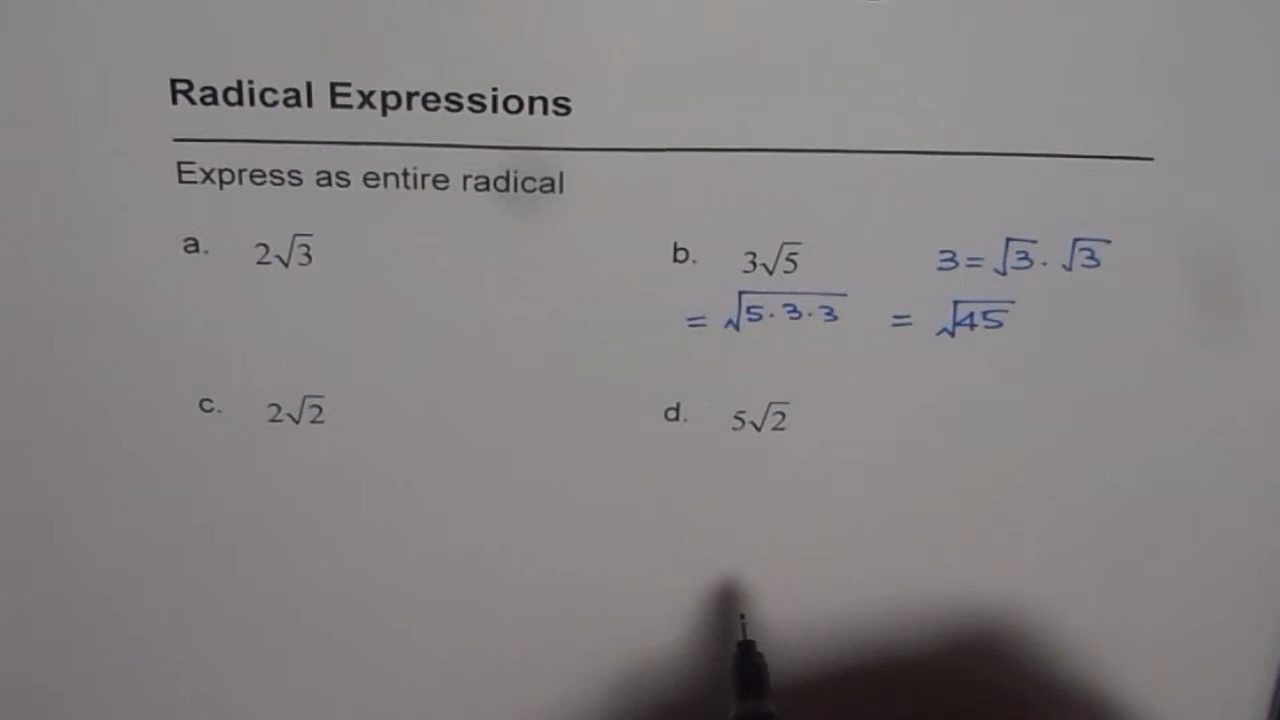 Radical Expressions
Express as entire radical
a. 2√3
b. 3√5 3 = √3 · √3
= √5·3·3 = √45
c. 2√2
d. 5√2